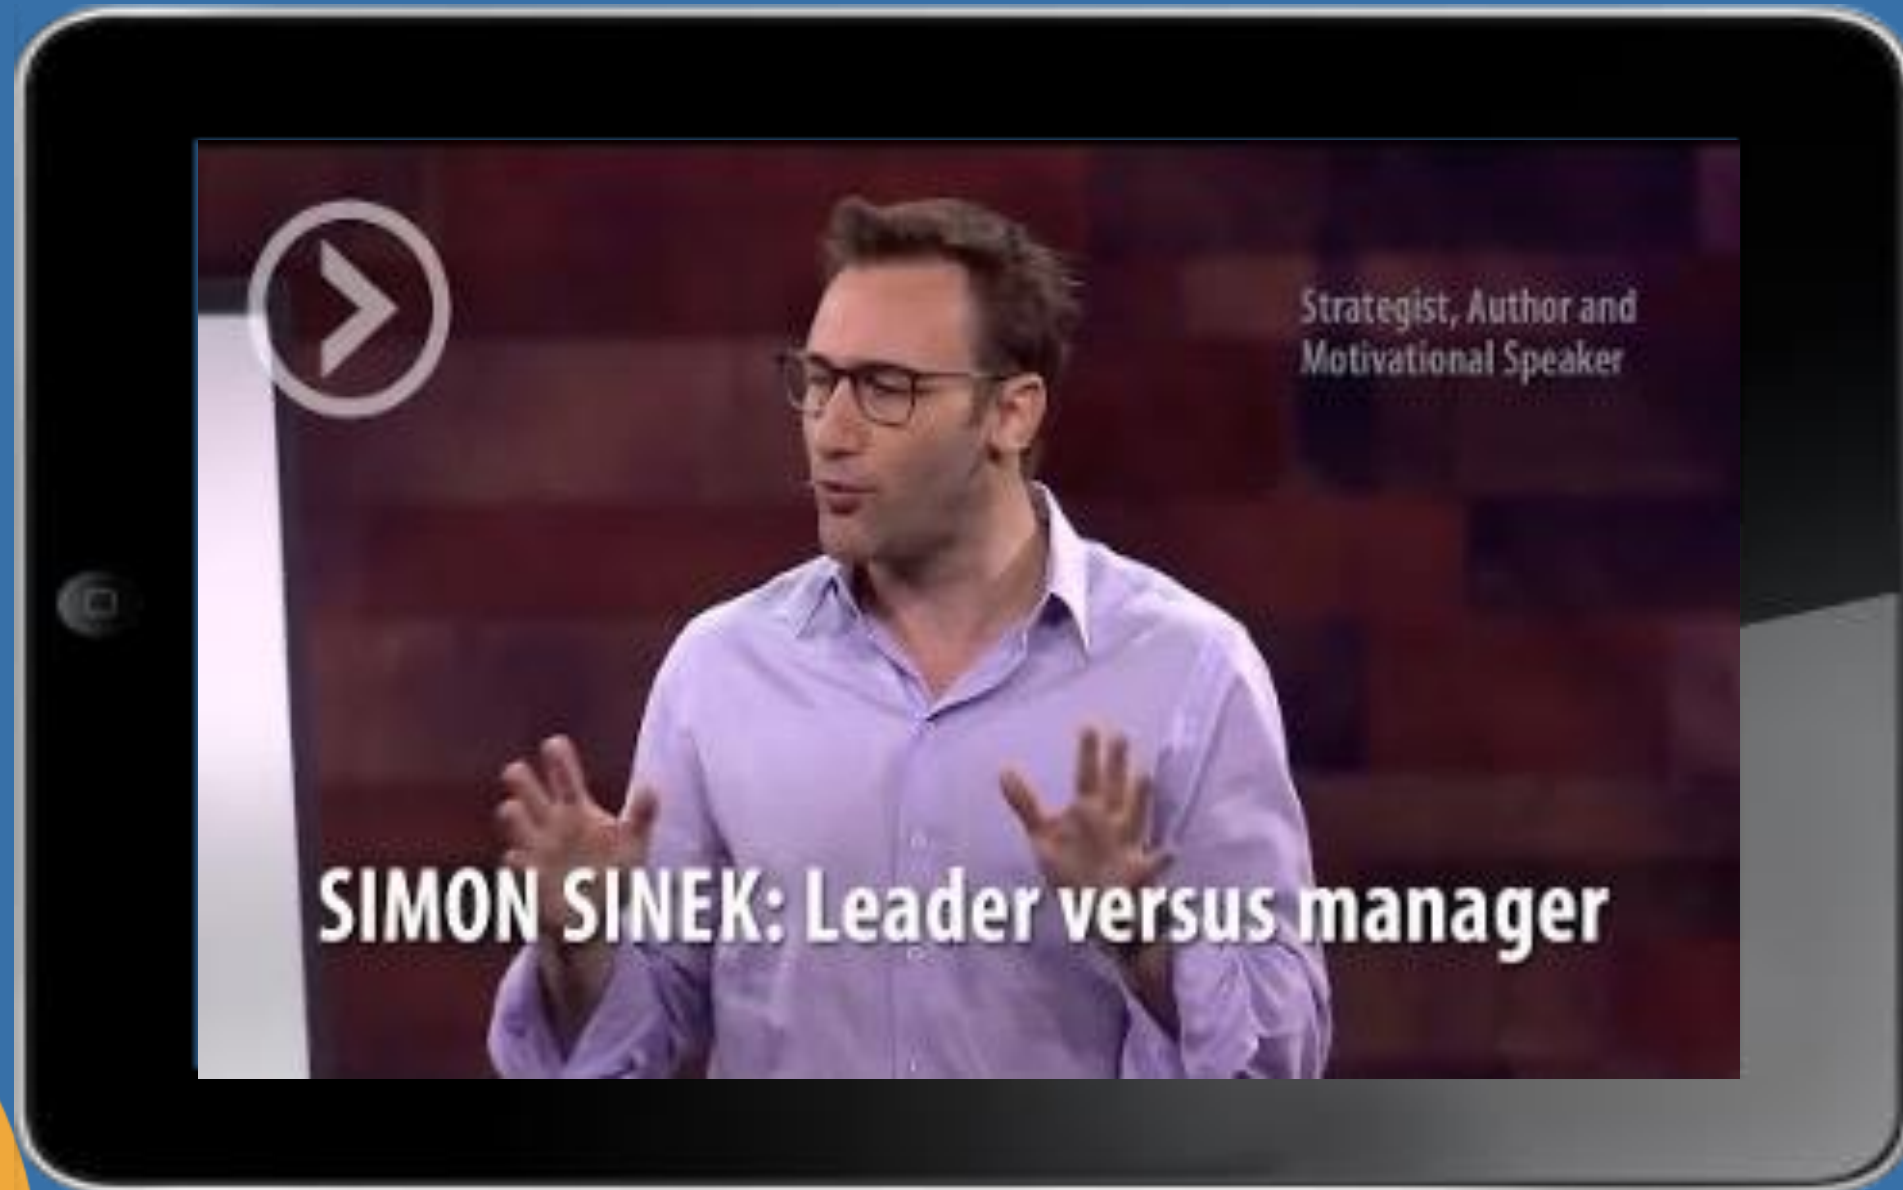 Strategist, Author and
Motivational Speaker
SIMON SINEK: Leader versus manager